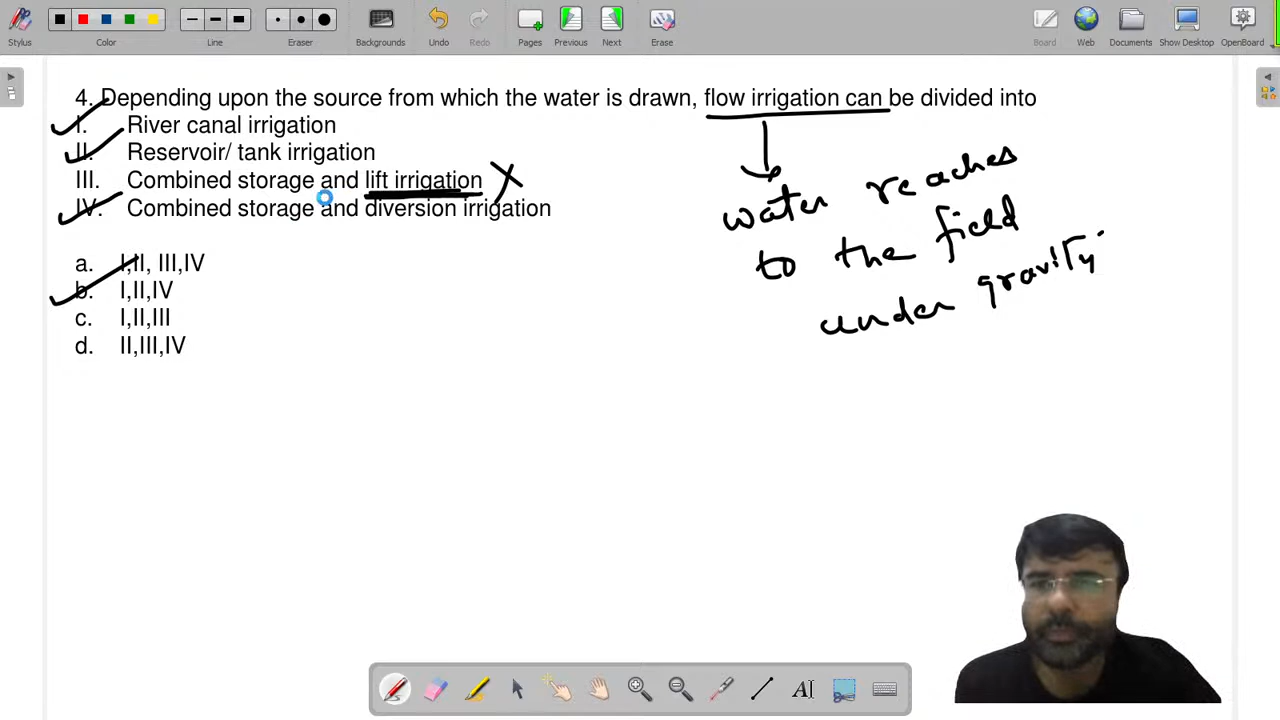 Stylus
Color
Line
Eraser
Backgrounds
Undo
Redo
Pages
Previous
Next
Erase
Board
Web
Documents
Show Desktop
OpenBoard
4. Depending upon the source from which the water is drawn, flow irrigation can be divided into
I. River canal irrigation
II. Reservoir/ tank irrigation
III. Combined storage and lift irrigation X
IV. Combined storage and diversion irrigation
water reaches
to the field
under gravity
a. I,II, III,IV
b. I,II,IV
c. I,II,III
d. II,III,IV